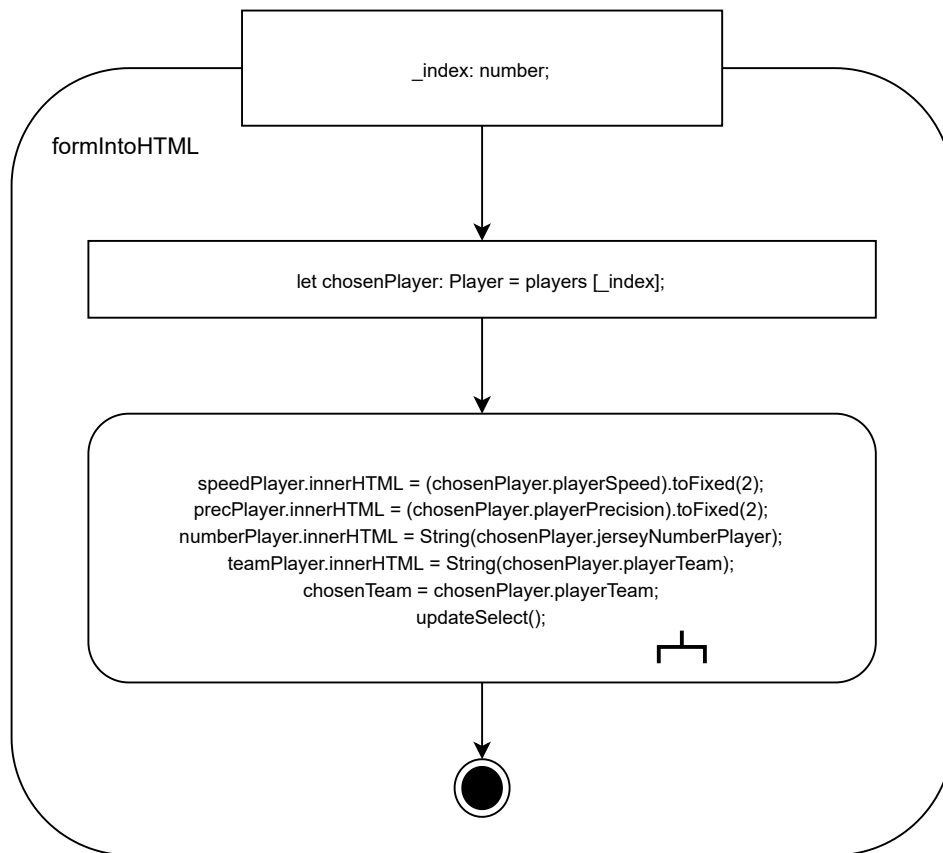 _index: number;
formIntoHTML
let chosenPlayer: Player = players [_index];
speedPlayer.innerHTML = (chosenPlayer.playerSpeed).toFixed(2);
precPlayer.innerHTML = (chosenPlayer.playerPrecision).toFixed(2);
numberPlayer.innerHTML = String(chosenPlayer.jerseyNumberPlayer);
teamPlayer.innerHTML = String(chosenPlayer.playerTeam);
chosenTeam = chosenPlayer.playerTeam;
updateSelect();